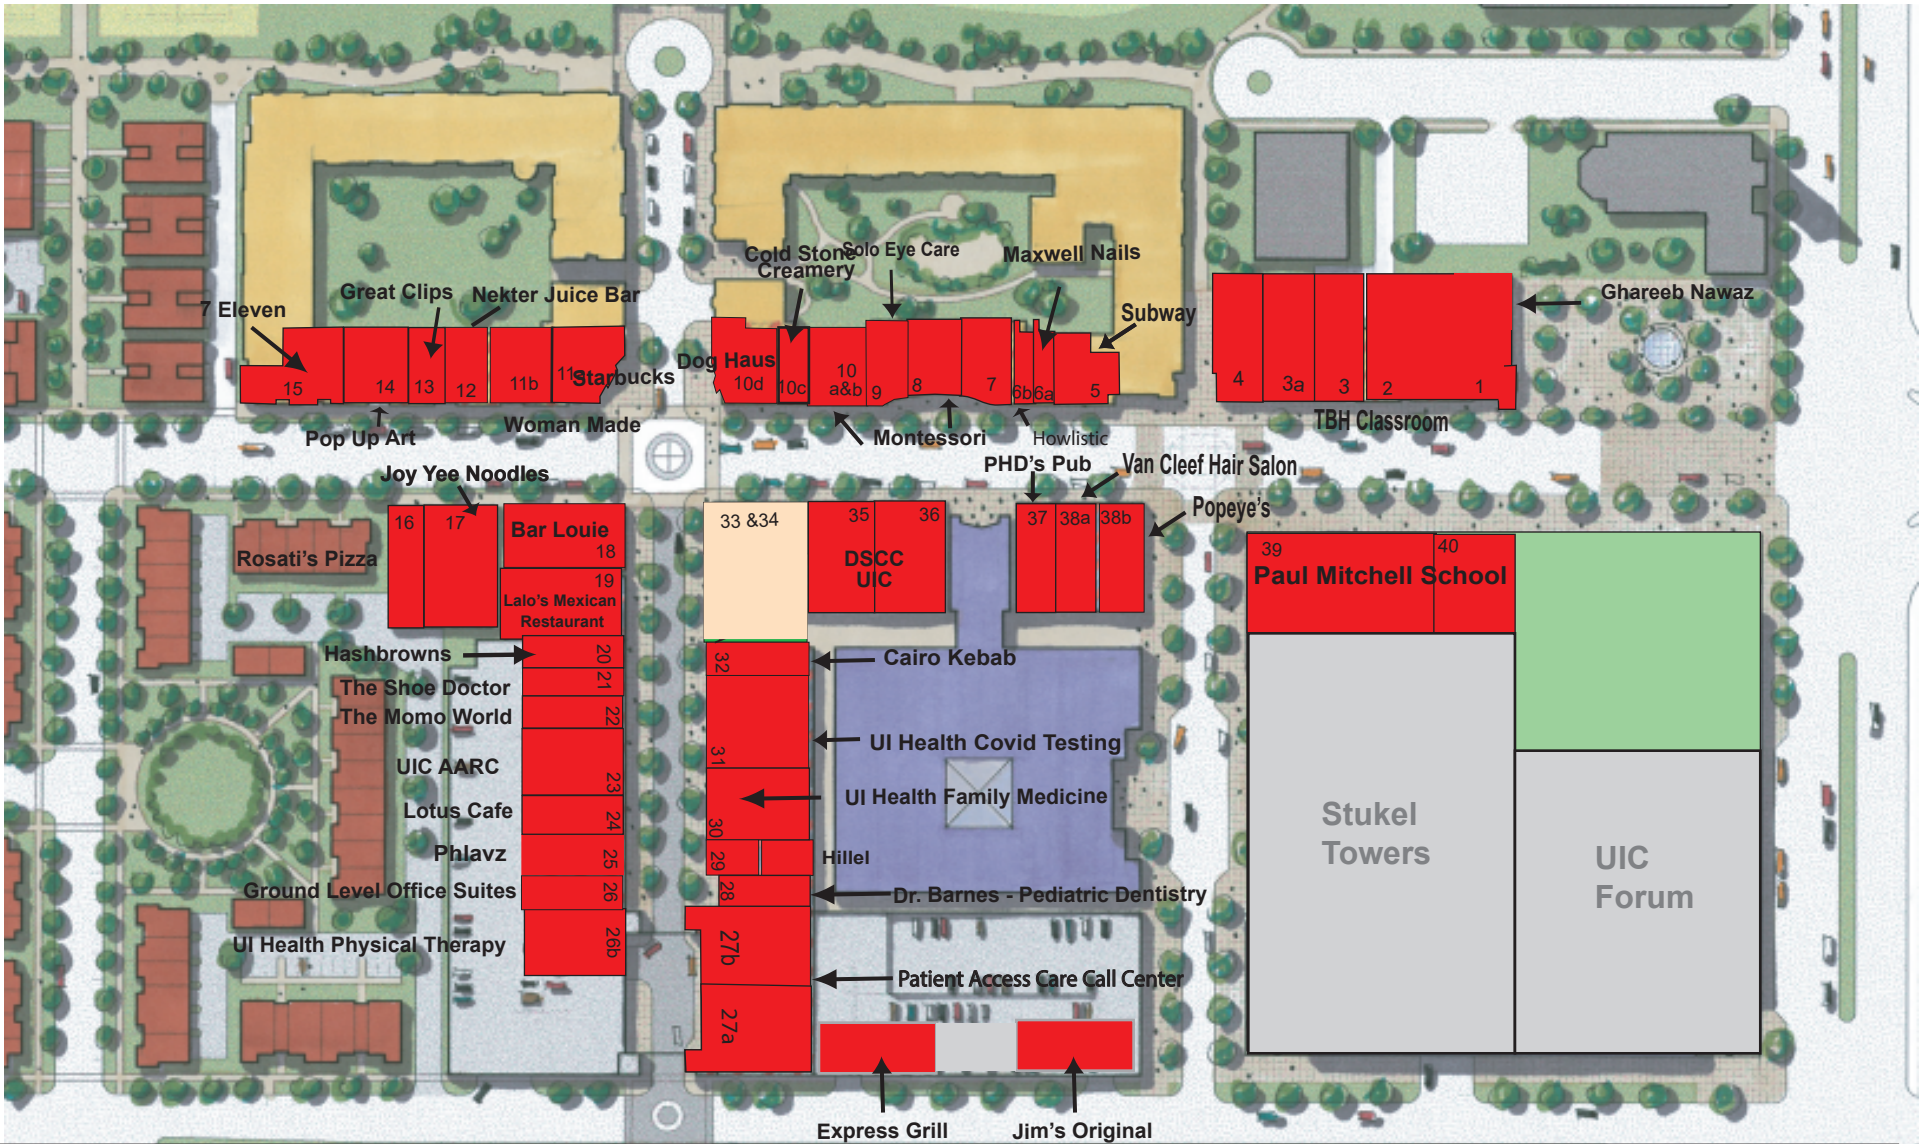 Cold Stone
Creamery
Solo Eye Care
Maxwell Nails
Great Clips
Nekter Juice Bar
7 Eleven
Subway
Ghareeb Nawaz
Dog Haus
Starbucks
15
14
13
12
11b
11a
10d
10c
10
a&b
9
8
7
6b
6a
5
4
3a
3
2
1
Pop Up Art
Woman Made
Montessori
Howlistic
TBH Classroom
Joy Yee Noodles
PHD's Pub
Van Cleef Hair Salon
Popeye's
16
17
Bar Louie
18
33 &34
35
36
DSCC
UIC
37
38a
38b
39
40
Paul Mitchell School
Rosati's Pizza
19
Lalo's Mexican
Restaurant
Hashbrowns
20
32
Cairo Kebab
The Shoe Doctor
21
The Momo World
22
UI Health Covid Testing
31
UIC AARC
23
UI Health Family Medicine
30
Lotus Cafe
24
Phlavz
25
29
Hillel
Ground Level Office Suites
26
28
Dr. Barnes - Pediatric Dentistry
UI Health Physical Therapy
26b
27b
Patient Access Care Call Center
27a
Stukel
Towers
UIC
Forum
Express Grill
Jim's Original